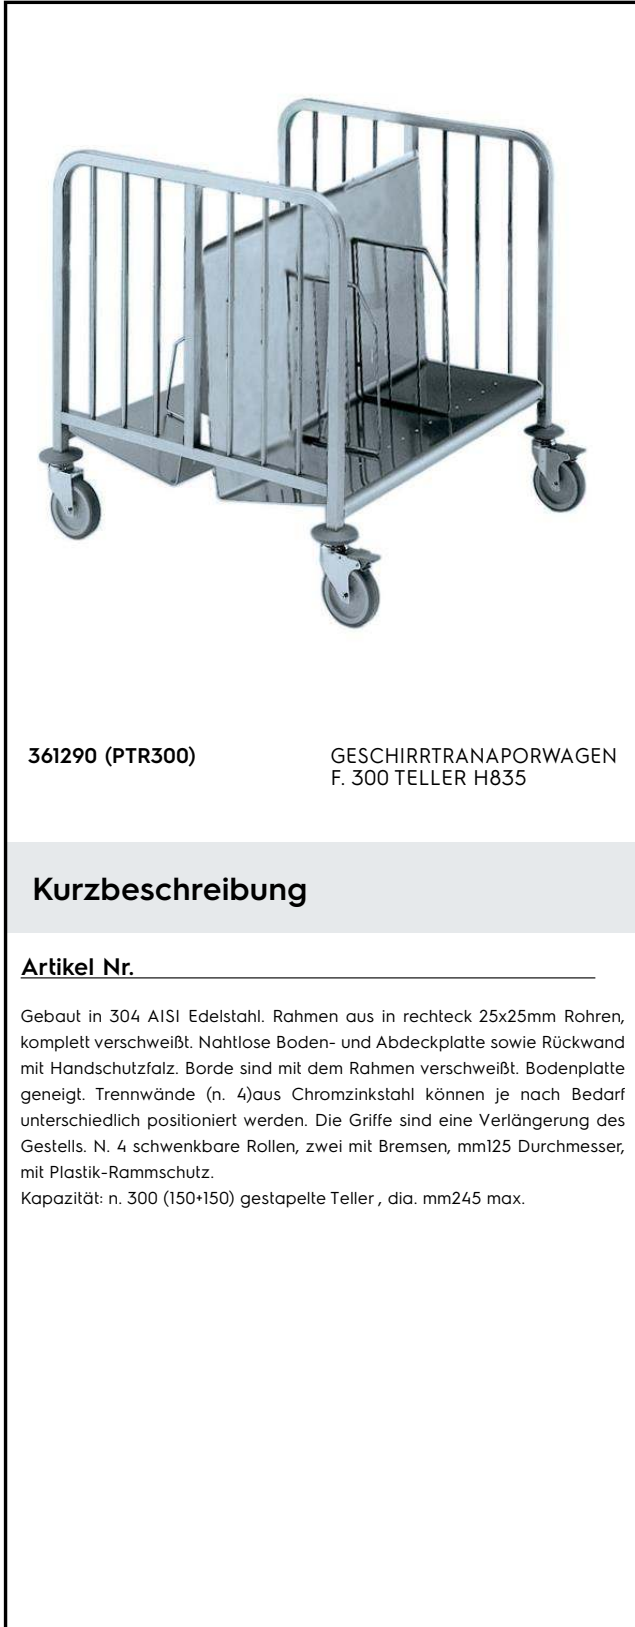 361290 (PTR300)
GESCHIRRTRANAPORWAGEN
F. 300 TELLER H835
Kurzbeschreibung
Artikel Nr.
Gebaut in 304 AISI Edelstahl. Rahmen aus in rechteck 25x25mm Rohren,
komplett verschweißt. Nahtlose Boden- und Abdeckplatte sowie Rückwand
mit Handschutzfalz. Borde sind mit dem Rahmen verschweißt. Bodenplatte
geneigt. Trennwände (n. 4)aus Chromzinkstahl können je nach Bedarf
unterschiedlich positioniert werden. Die Griffe sind eine Verlängerung des
Gestells. N. 4 schwenkbare Rollen, zwei mit Bremsen, mm125 Durchmesser,
mit Plastik-Rammschutz.
Kapazität: n. 300 (150+150) gestapelte Teller , dia. mm245 max.